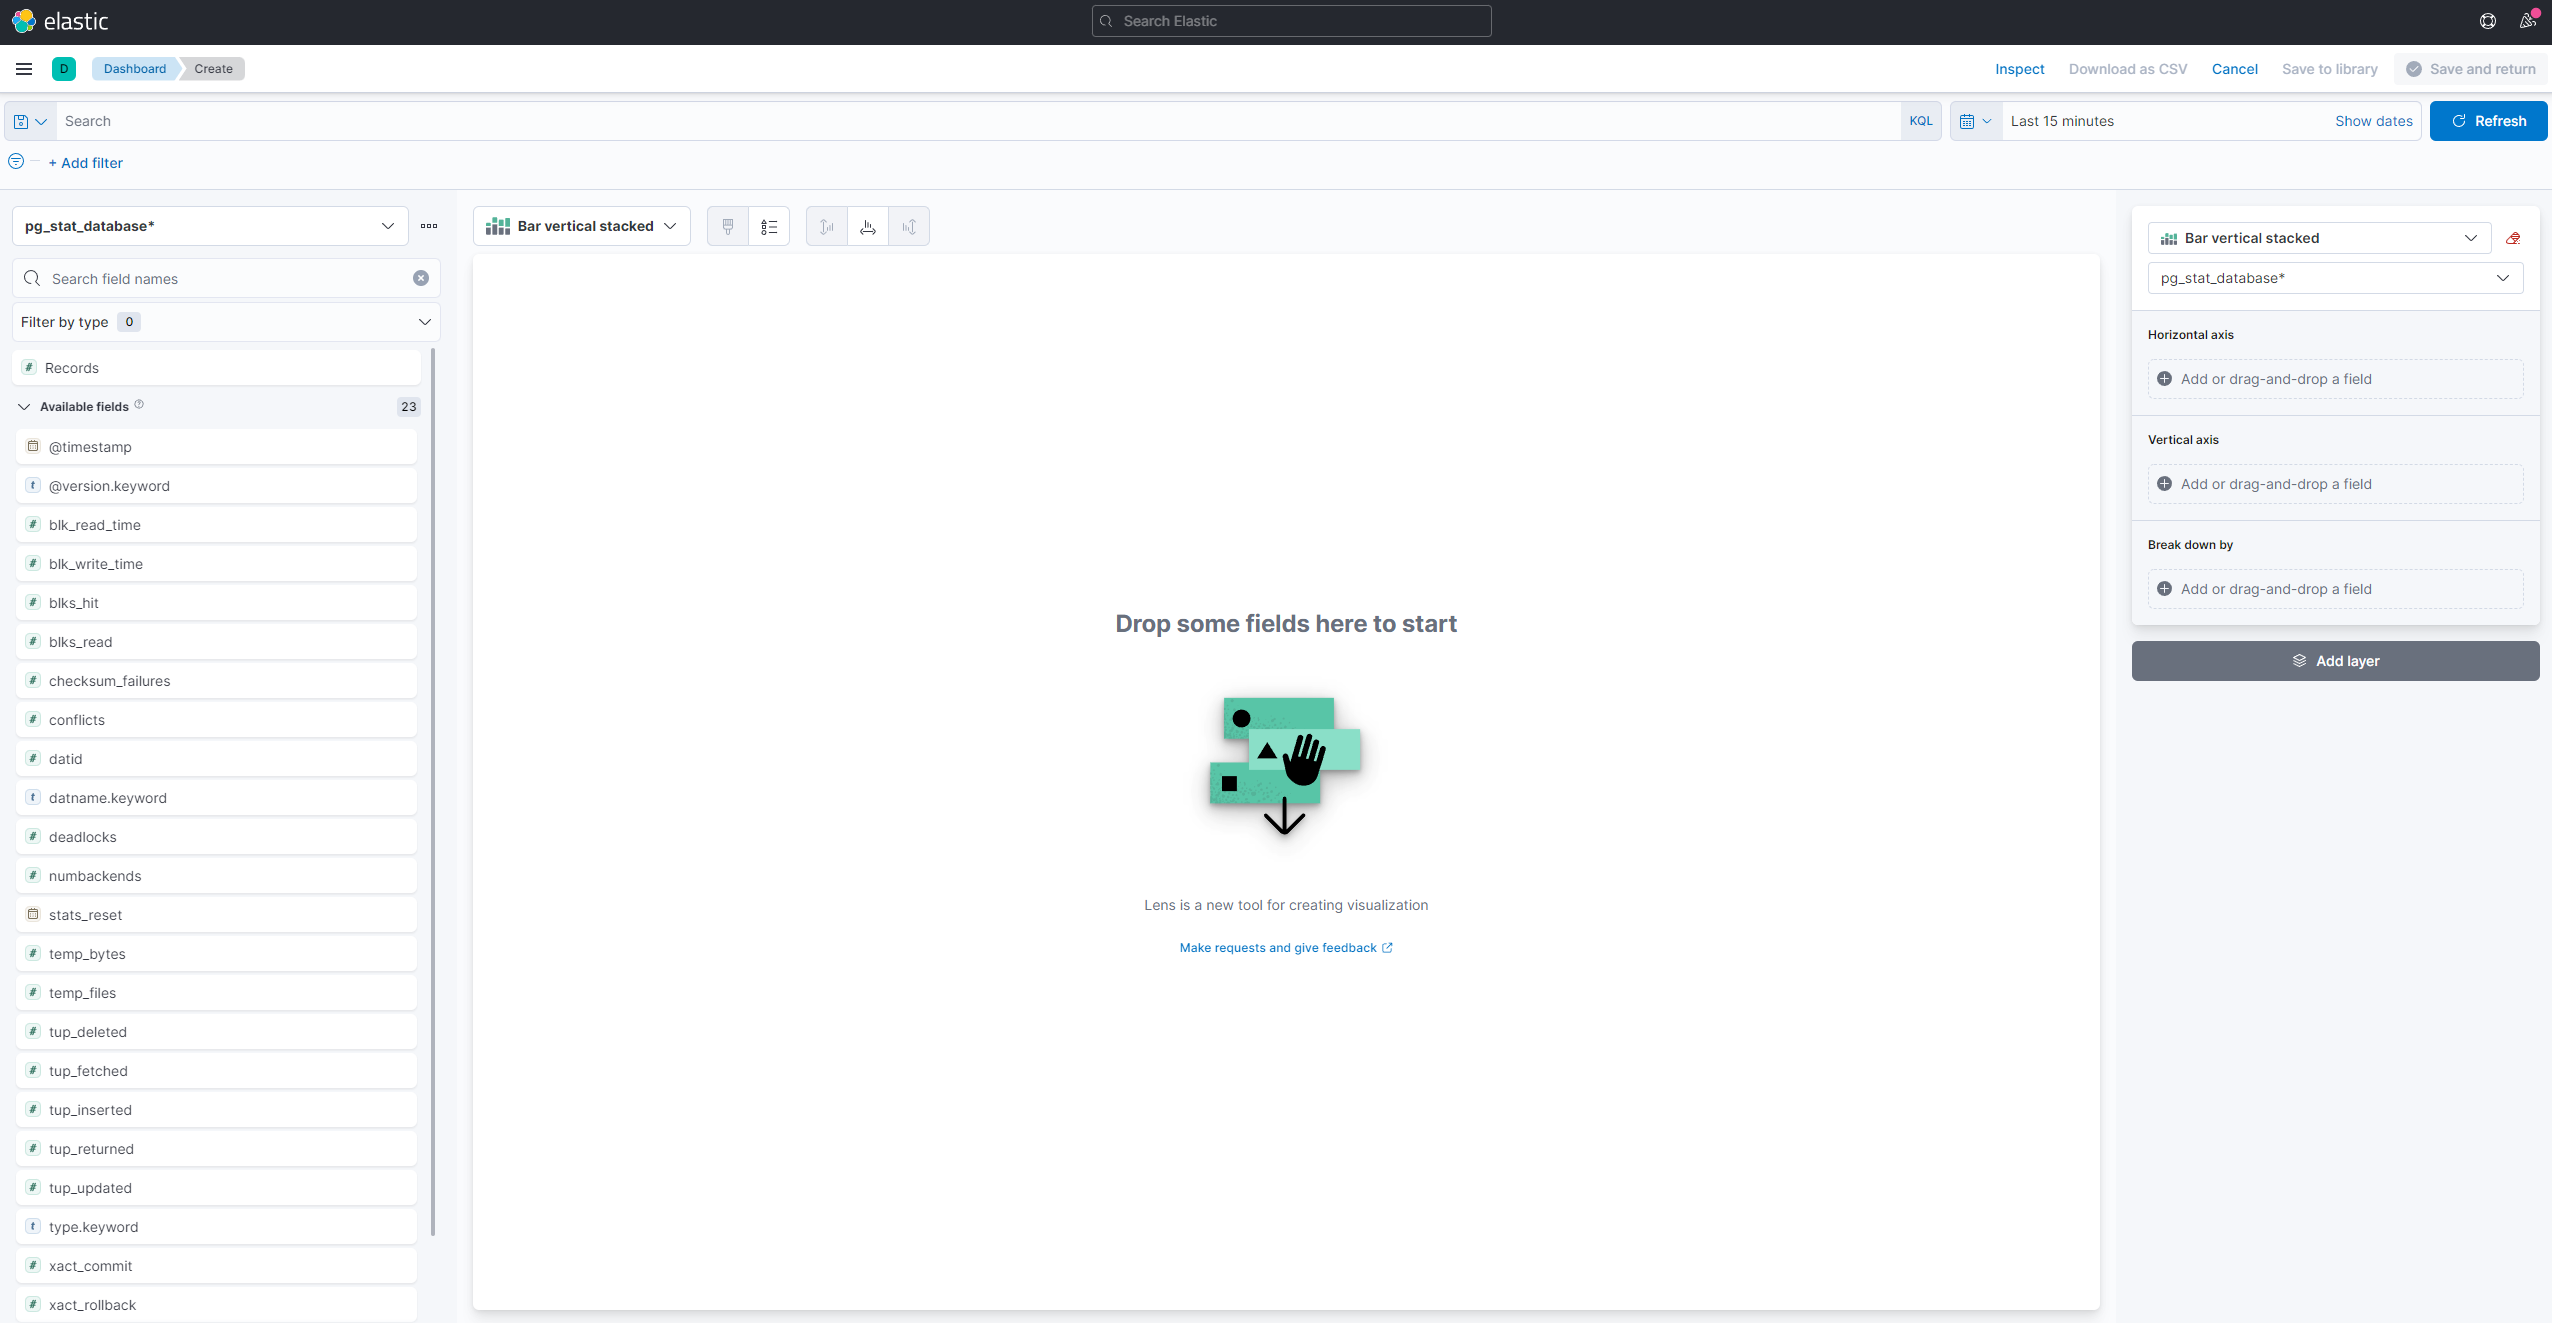 elastic
Search Elastic
D
Dashboard
Create
Inspect
Download as CSV
Cancel
Save to library
Save and return
Search
KQL
Last 15 minutes
Show dates
Refresh
+ Add filter
pg_stat_database*
Bar vertical stacked
Bar vertical stacked
pg_stat_database*
Search field names
Filter by type 0
# Records
Available fields 23
@timestamp
t @version.keyword
# blk_read_time
# blk_write_time
# blks_hit
# blks_read
# checksum_failures
# conflicts
# datid
t datname.keyword
# deadlocks
# numbackends
stats_reset
# temp_bytes
# temp_files
# tup_deleted
# tup_fetched
# tup_inserted
# tup_returned
# tup_updated
t type.keyword
# xact_commit
# xact_rollback
Drop some fields here to start
Lens is a new tool for creating visualization
Make requests and give feedback
Horizontal axis
Add or drag-and-drop a field
Vertical axis
Add or drag-and-drop a field
Break down by
Add or drag-and-drop a field
Add layer